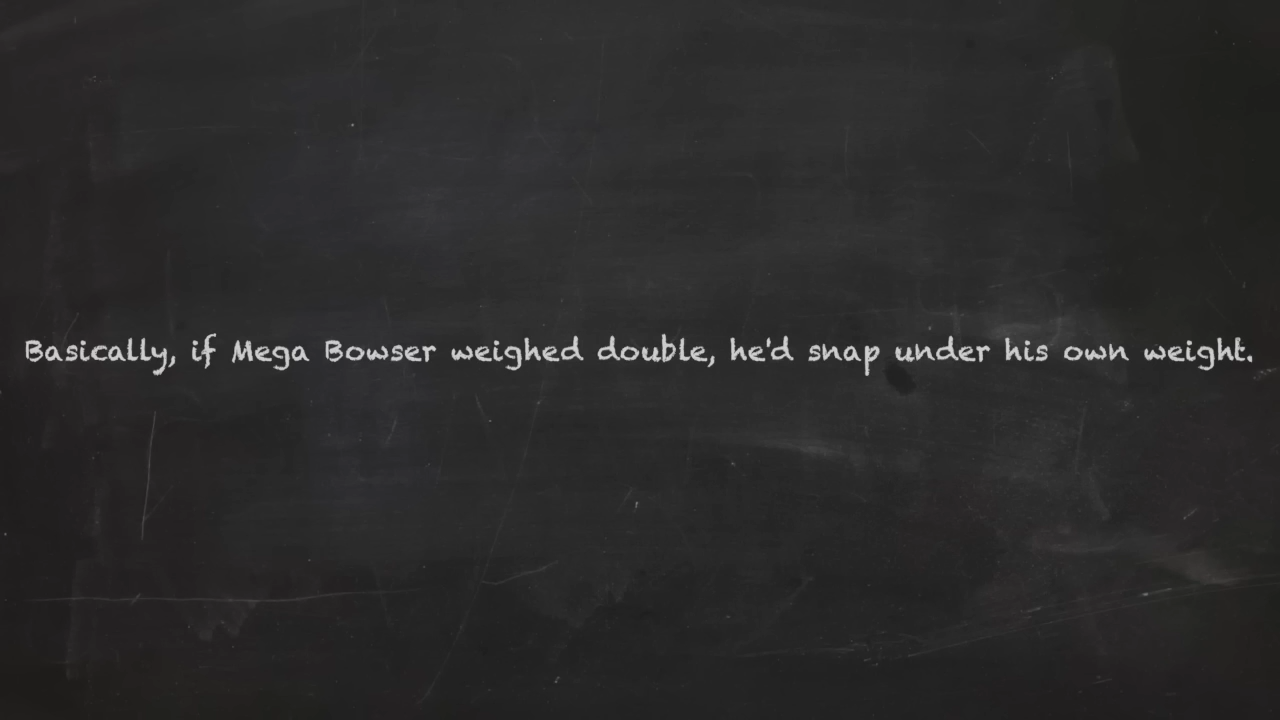 Basically, if Mega Bowser weighed double, he'd snap under his own weight.